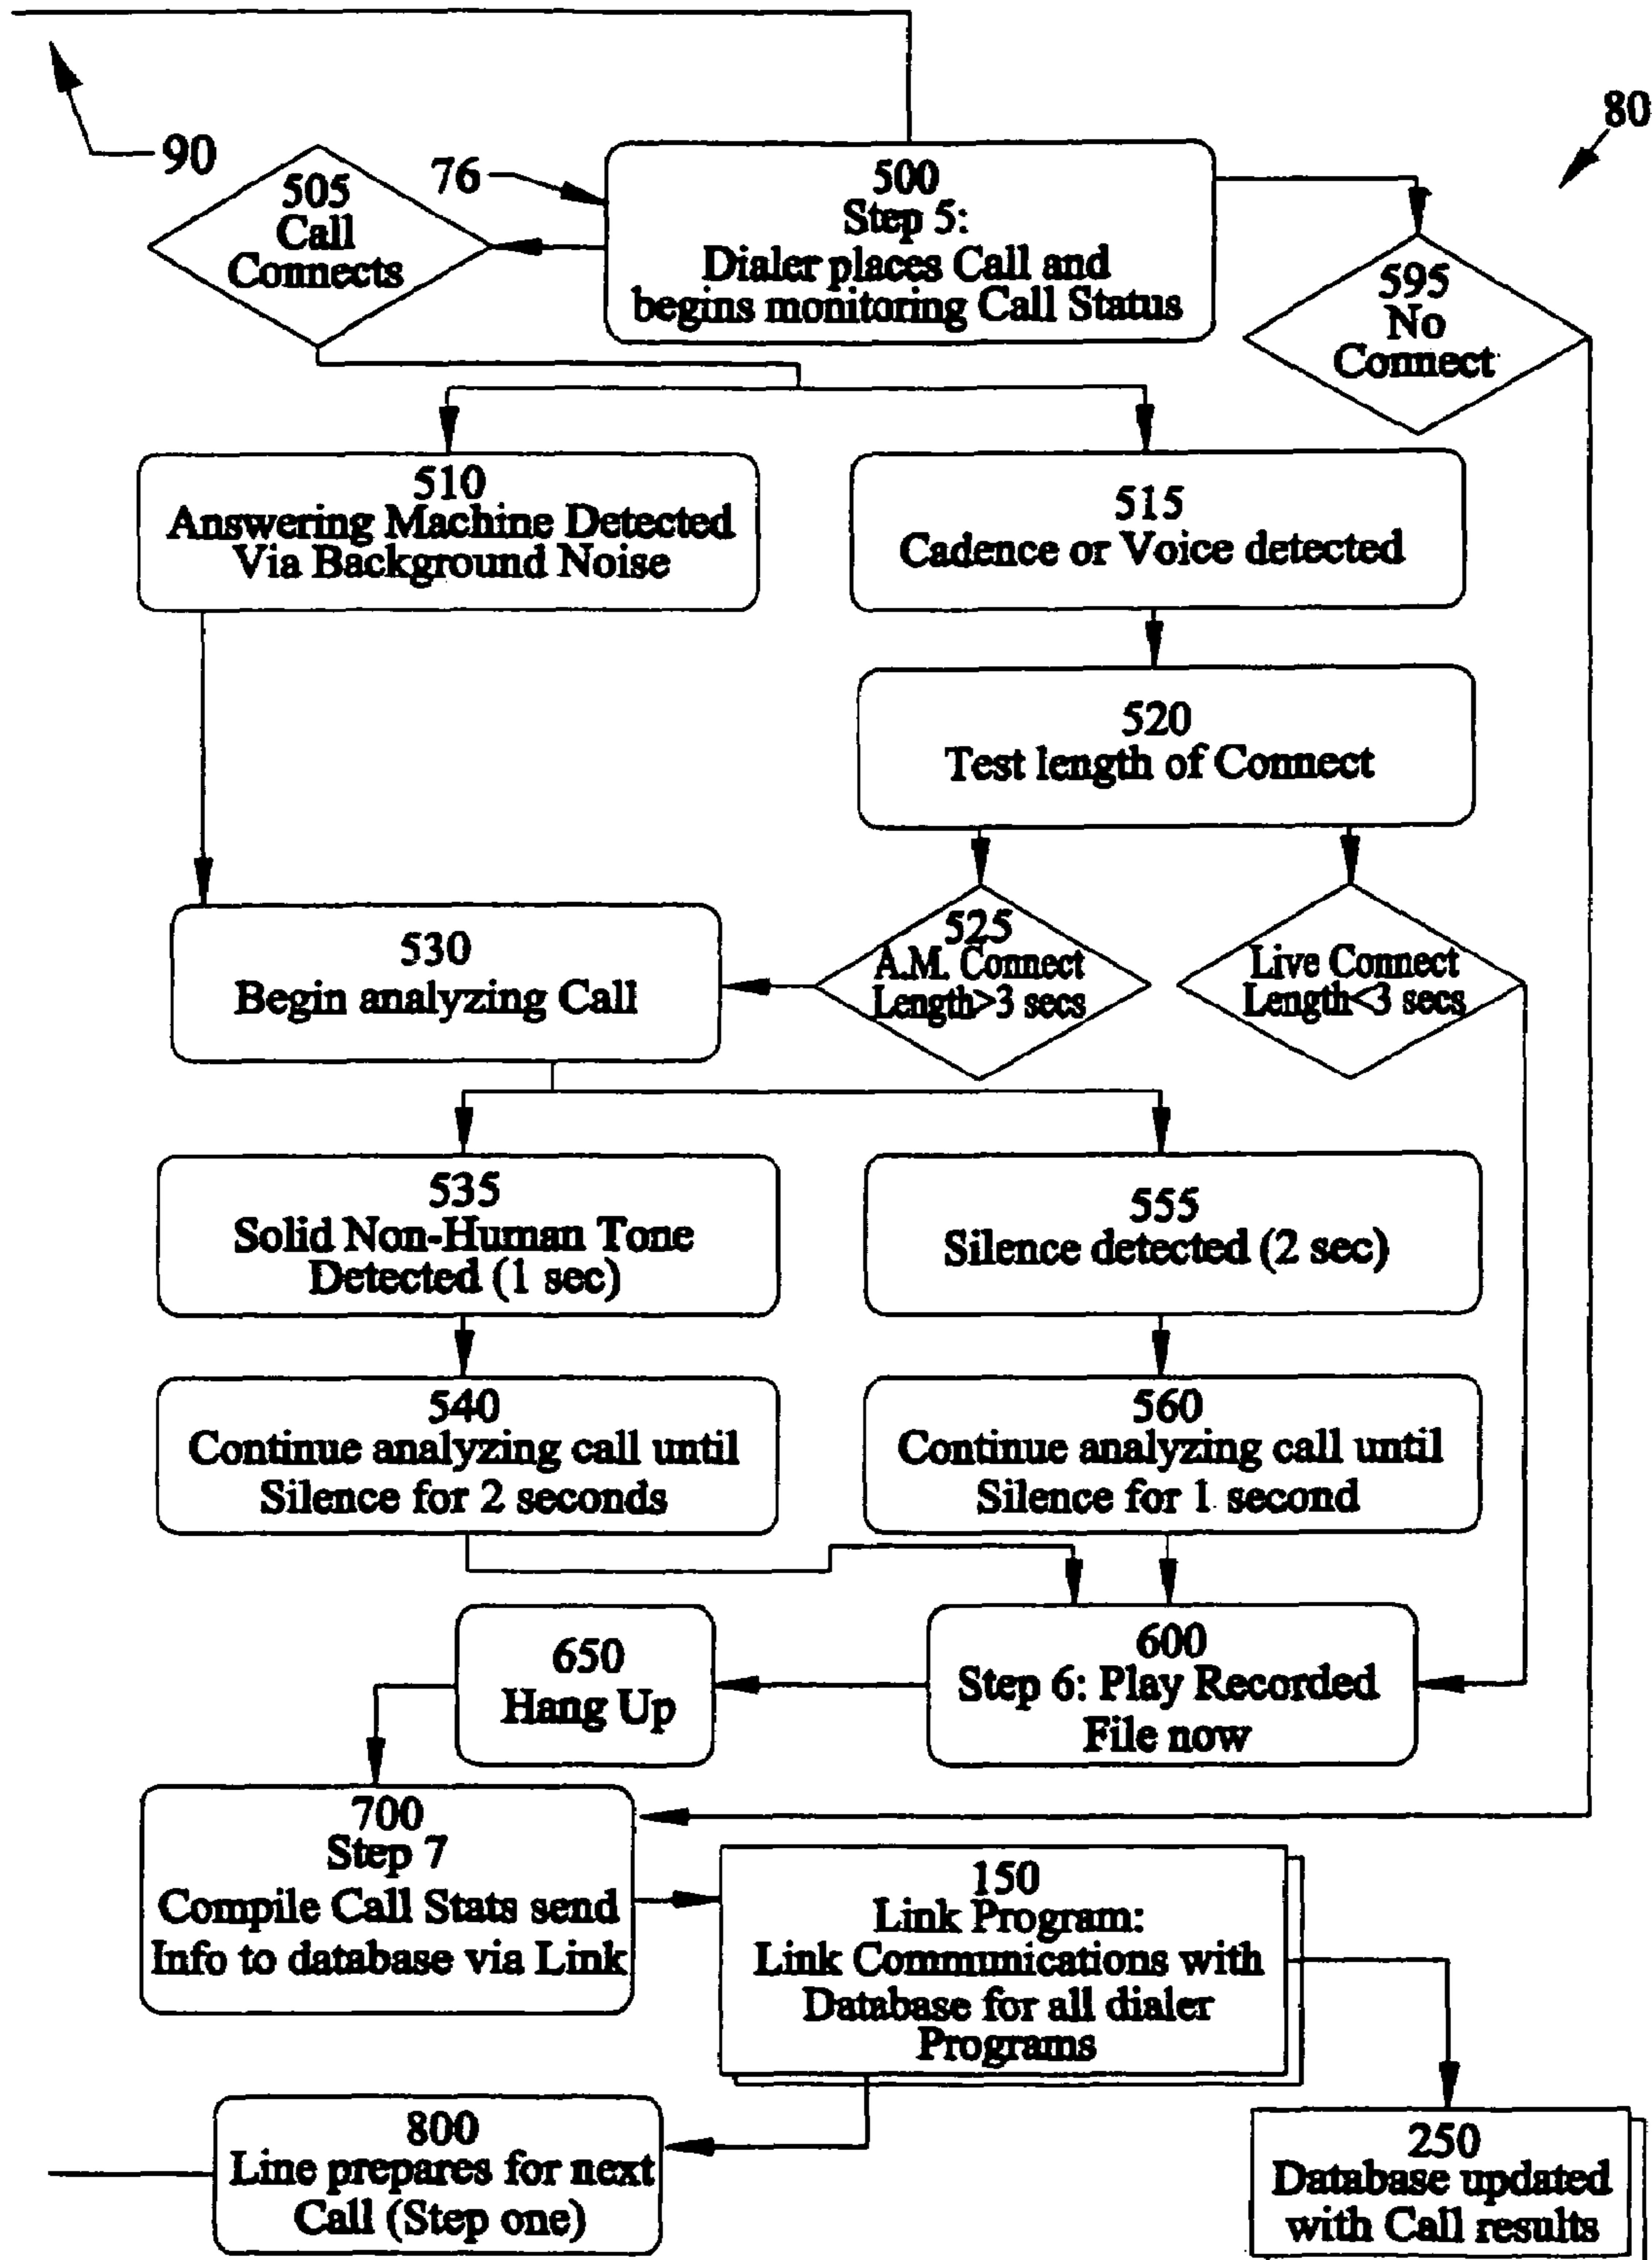 80
90
76
505
Call
Connects
500
Step 5:
Dialer places Call and
begins monitoring Call Status
595
No
Connect
510
Answering Machine Detected
Via Background Noise
515
Cadence or Voice detected
520
Test length of Connect
530
Begin analyzing Call
525
A.M. Connect
Length>3 secs
Live Connect
Length<3 secs
535
Solid Non-Human Tone
Detected (1 sec)
555
Silence detected (2 sec)
540
Continue analyzing call until
Silence for 2 seconds
560
Continue analyzing call until
Silence for 1 second
650
Hang Up
600
Step 6: Play Recorded
File now
700
Step 7
Compile Call Stats send
Info to database via Link
150
Link Program:
Link Communications with
Database for all dialer
Programs
800
Line prepares for next
Call (Step one)
250
Database updated
with Call results